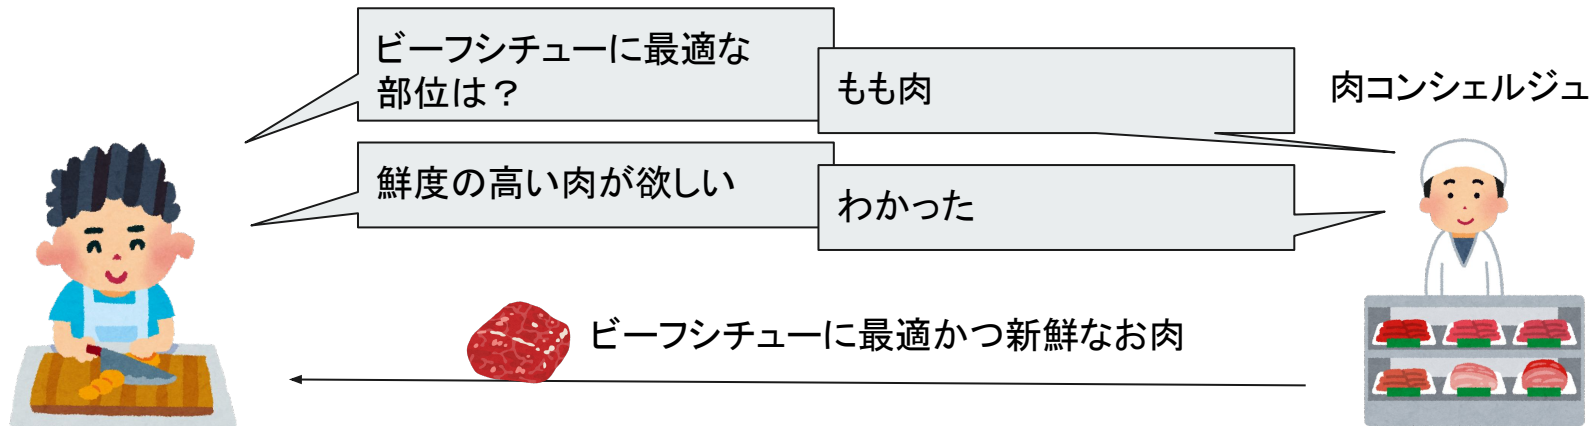 ビーフシチューに最適な
部位は？
もも肉
肉コンシェルジュ
鮮度の高い肉が欲しい
わかった
ビーフシチューに最適かつ新鮮なお肉